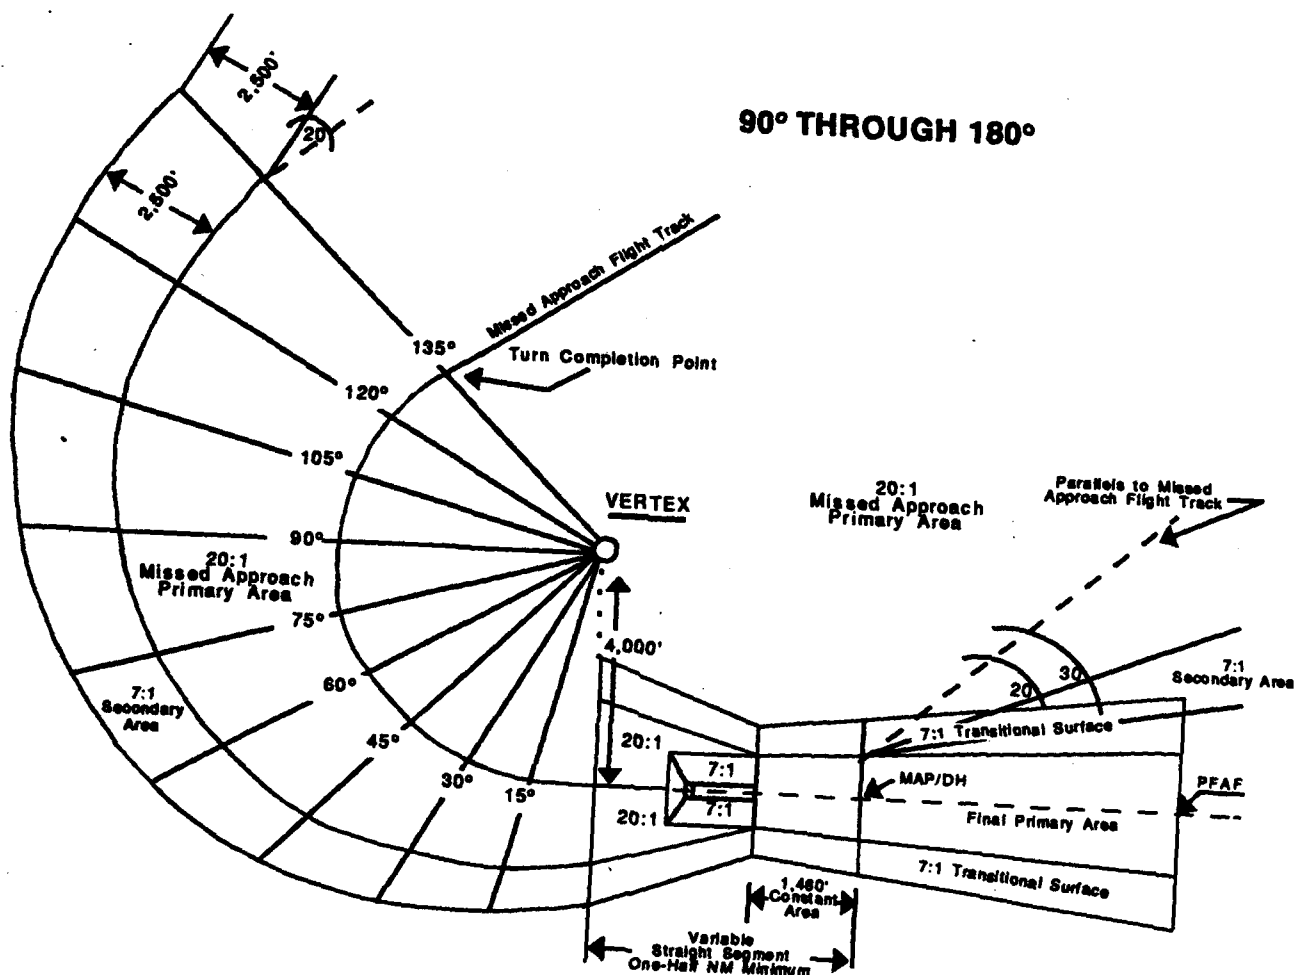 90° THROUGH 180°
2,500'
20
2,500'
Missed Approach Flight Track
135°
Turn Completion Point
120°
105°
VERTEX
20:1
Missed Approach
Primary Area
Parallels to Missed
Approach Flight Track
90°
20:1
Missed Approach
Primary Area
75°
4,000'
60°
7:1
Secondary
Area
30
20
7:1
Secondary Area
7:1 Transitional Surface
45°
20:1
7:1
30°
15°
MAP/DH
PFAF
7:1
20:1
Final Primary Area
7:1 Transitional Surface
1,460'
Constant
Area
Variable
Straight Segment
One-Half NM Minimum